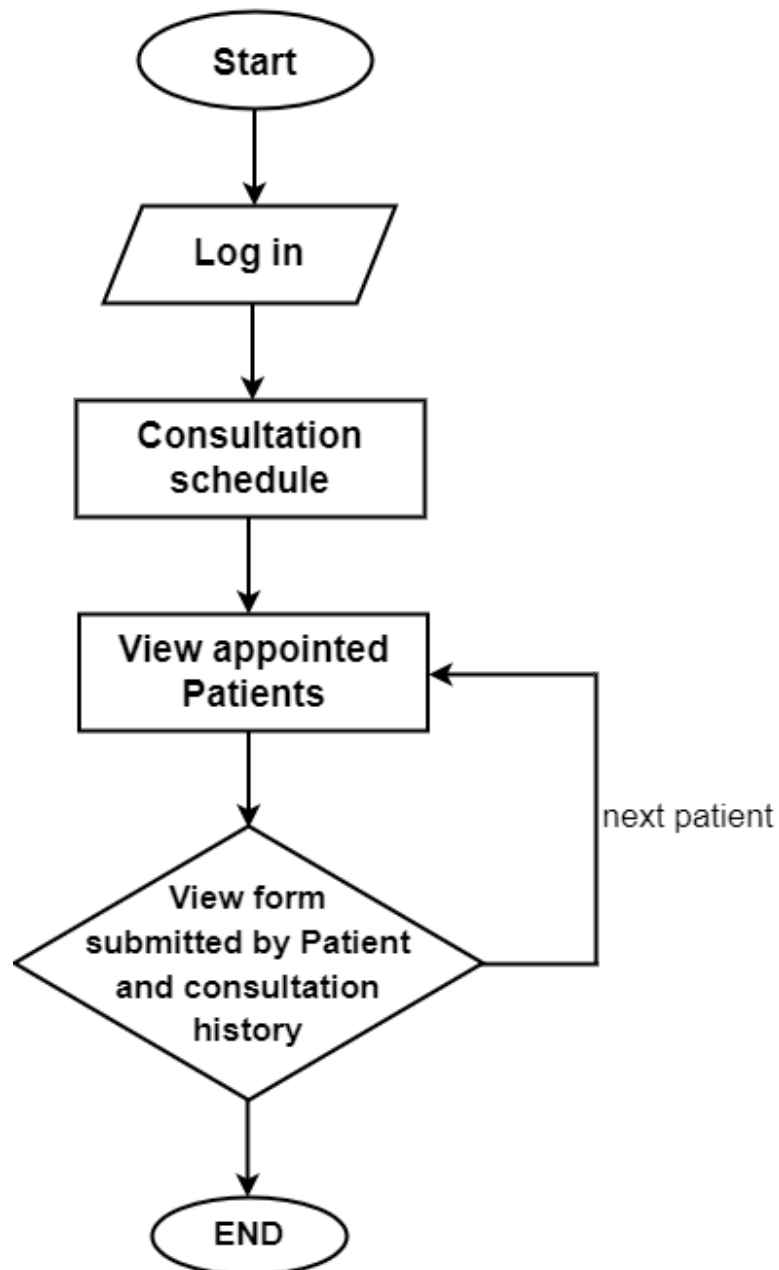 Start
Log in
Consultation
schedule
View appointed
Patients
next patient
View form
submitted by Patient
and consultation
history
END